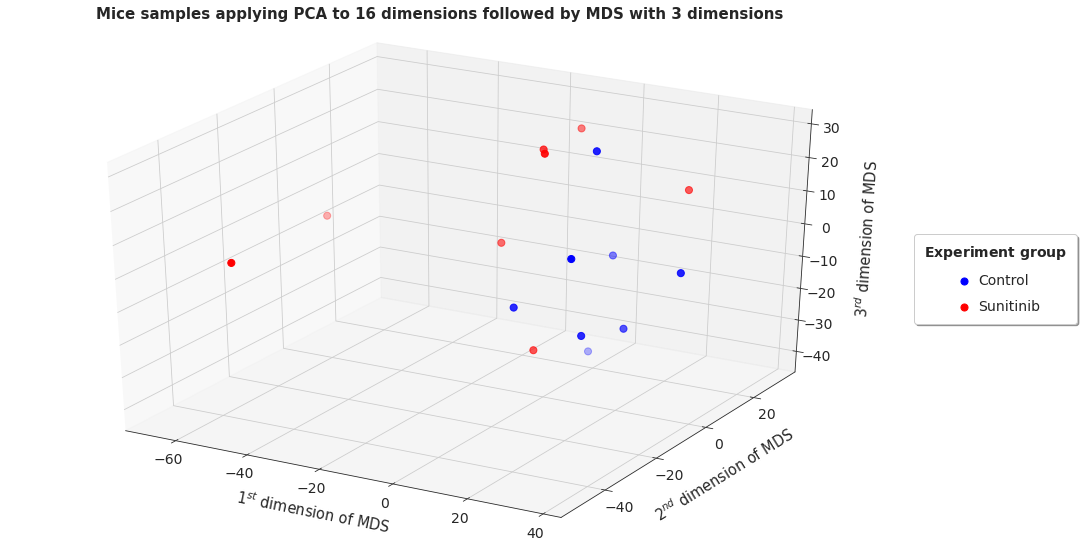 Mice samples applying PCA to 16 dimensions followed by MDS with 3 dimensions
30
20
10
0
−10
−20
−30
−40
3rd dimension of MDS
Experiment group
Control
Sunitinib
20
0
−20
−40
2nd dimension of MDS
−60
−40
−20
0
20
40
1st dimension of MDS